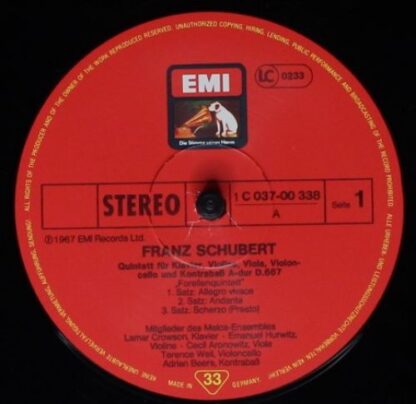 ALL RIGHTS OF THE PRODUCER AND OF THE OWNER OF THE WORK REPRODUCED RESERVED. UNAUTHORIZED COPYING, HIRING, LENDING, PUBLIC PERFORMANCE AND BROADCASTING OF THE RECORD PROHIBITED.
EMI
LC 0233
Die Stimme seines Herrn
STEREO
1 C 037-00 338
A
Seite 1
℗ 1967 EMI Records Ltd.
FRANZ SCHUBERT
Quintett für Klavier, Violine, Viola, Violon-
cello und Kontrabaß A-dur D.667
„Forellenquintett"
1. Satz: Allegro vivace
2. Satz: Andante
3. Satz: Scherzo (Presto)
Mitglieder des Melos-Ensembles
Lamar Crowson, Klavier - Emanuel Hurwitz,
Violine - Cecil Aronowitz, Viola
Terence Weil, Violoncello
Adrian Beers, Kontrabaß
MADE IN
33
GERMANY